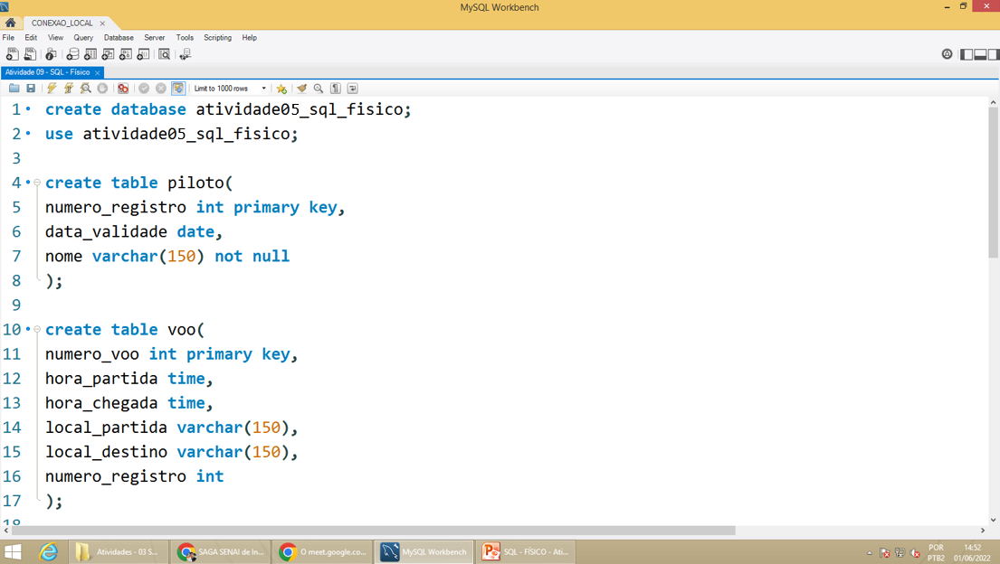 MySQL Workbench
CONEXAO_LOCAL
File Edit View Query Database Server Tools Scripting Help
Atividade 09 - SQL - Físico
Limit to 1000 rows
1 create database atividade05_sql_fisico;
2 use atividade05_sql_fisico;
3
4 create table piloto(
5 numero_registro int primary key,
6 data_validade date,
7 nome varchar(150) not null
8 );
9
10 create table voo(
11 numero_voo int primary key,
12 hora_partida time,
13 hora_chegada time,
14 local_partida varchar(150),
15 local_destino varchar(150),
16 numero_registro int
17 );
18
Atividades - 03 S... SAGA SENAI de In... O meet.google.co... MySQL Workbench SQL - FÍSICO - Ati...
POR 14:52
PTB2 01/06/2022